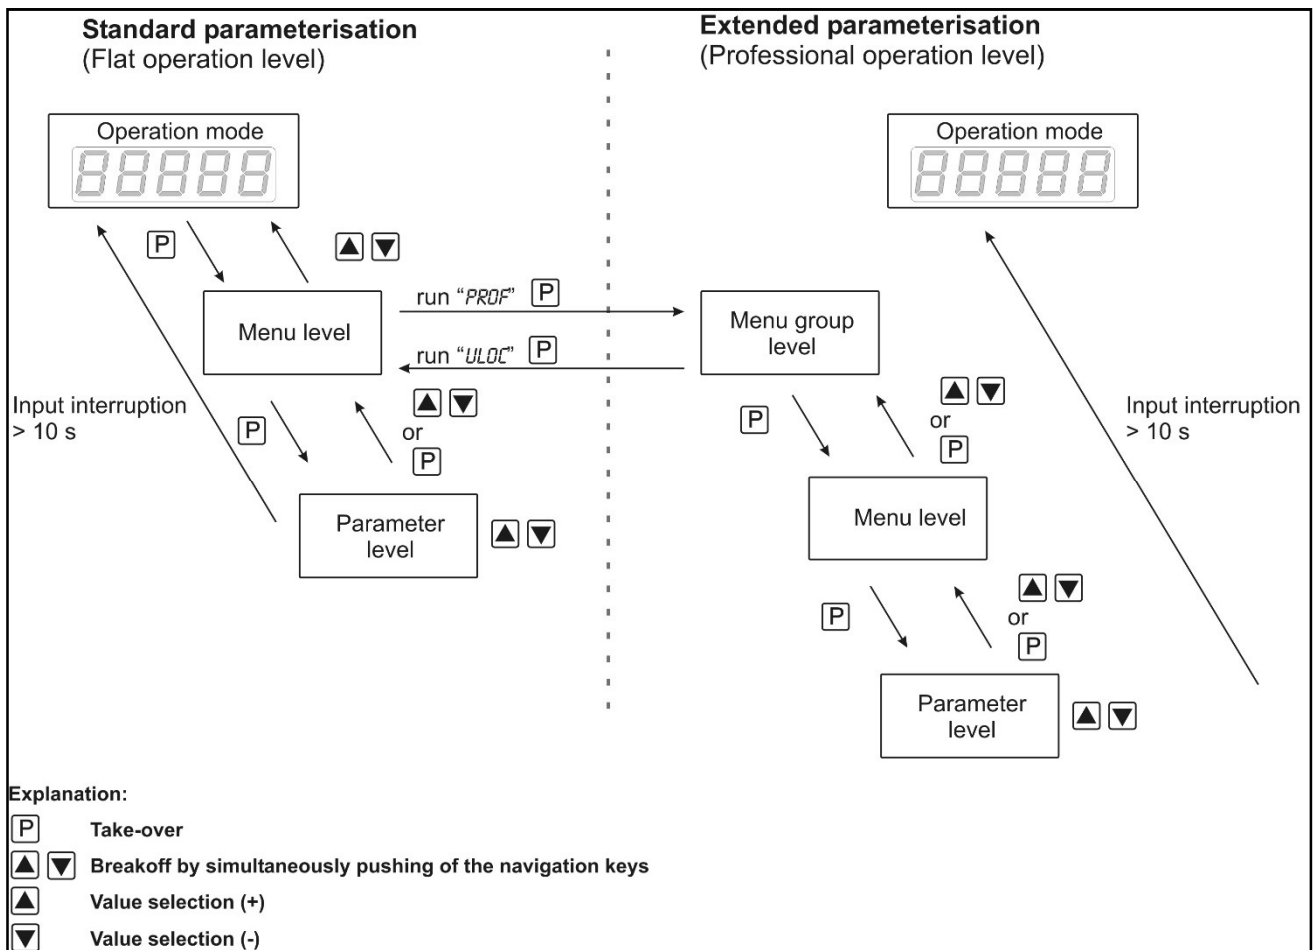 Standard parameterisation
(Flat operation level)
Extended parameterisation
(Professional operation level)
Operation mode
88888
Operation mode
88888
P
▲ ▼
run “PROF” P
Menu level
Menu group
level
run “ULOC” P
Input interruption
> 10 s
P
▲ ▼
or
P
Parameter
level
▲ ▼
P
▲ ▼
or
P
Input interruption
> 10 s
Menu level
P
▲ ▼
or
P
Parameter
level
▲ ▼
Explanation:
P Take-over
▲ ▼ Breakoff by simultaneously pushing of the navigation keys
▲ Value selection (+)
▼ Value selection (-)